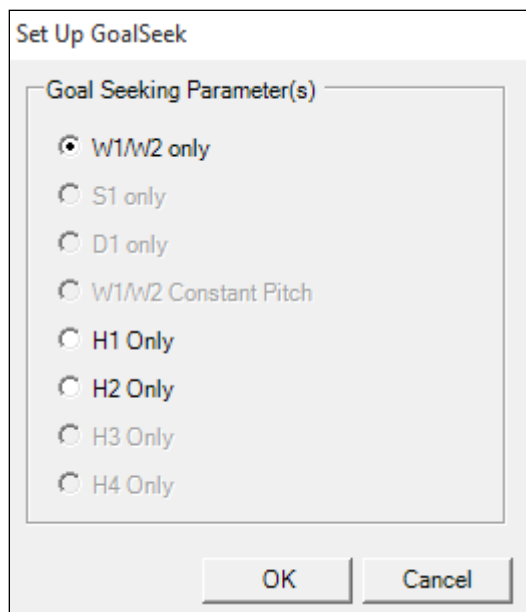 Set Up GoalSeek
Goal Seeking Parameter(s)
W1/W2 only
S1 only
D1 only
W1/W2 Constant Pitch
H1 Only
H2 Only
H3 Only
H4 Only
OK Cancel